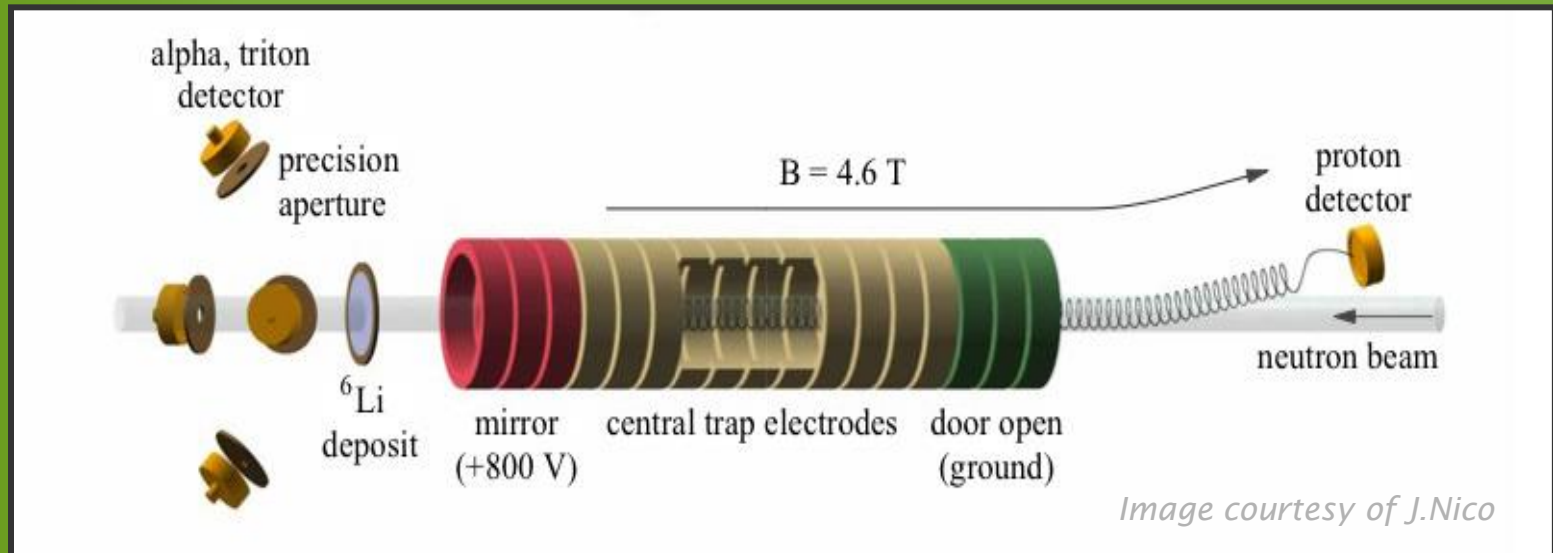 alpha, triton
detector
precision
aperture
B = 4.6 T
proton
detector
neutron beam
⁶Li
deposit
mirror
(+800 V)
central trap electrodes
door open
(ground)
Image courtesy of J.Nico